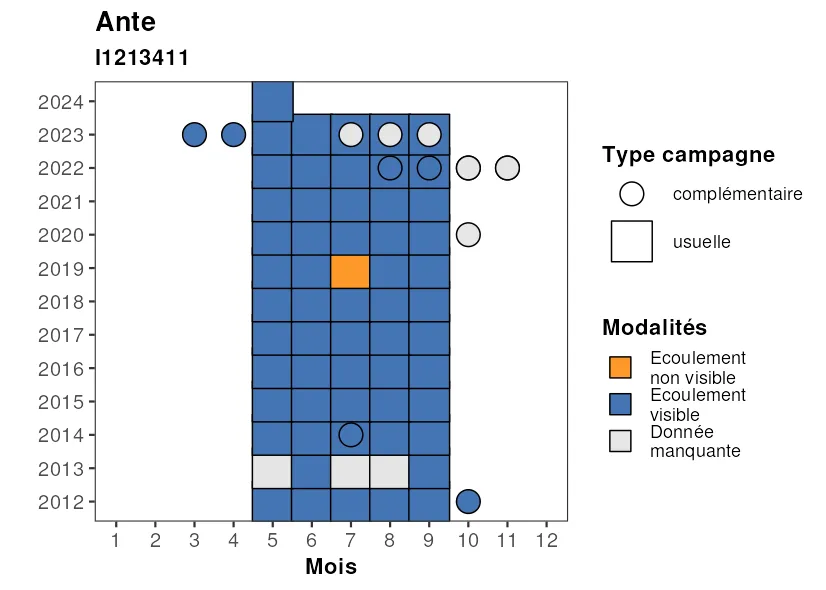 Ante
I1213411
2024
2023
2022
2021
2020
2019
2018
2017
2016
2015
2014
2013
2012
1 2 3 4 5 6 7 8 9 10 11 12
Mois
Type campagne
complémentaire
usuelle
Modalités
Ecoulement
non visible
Ecoulement
visible
Donnée
manquante